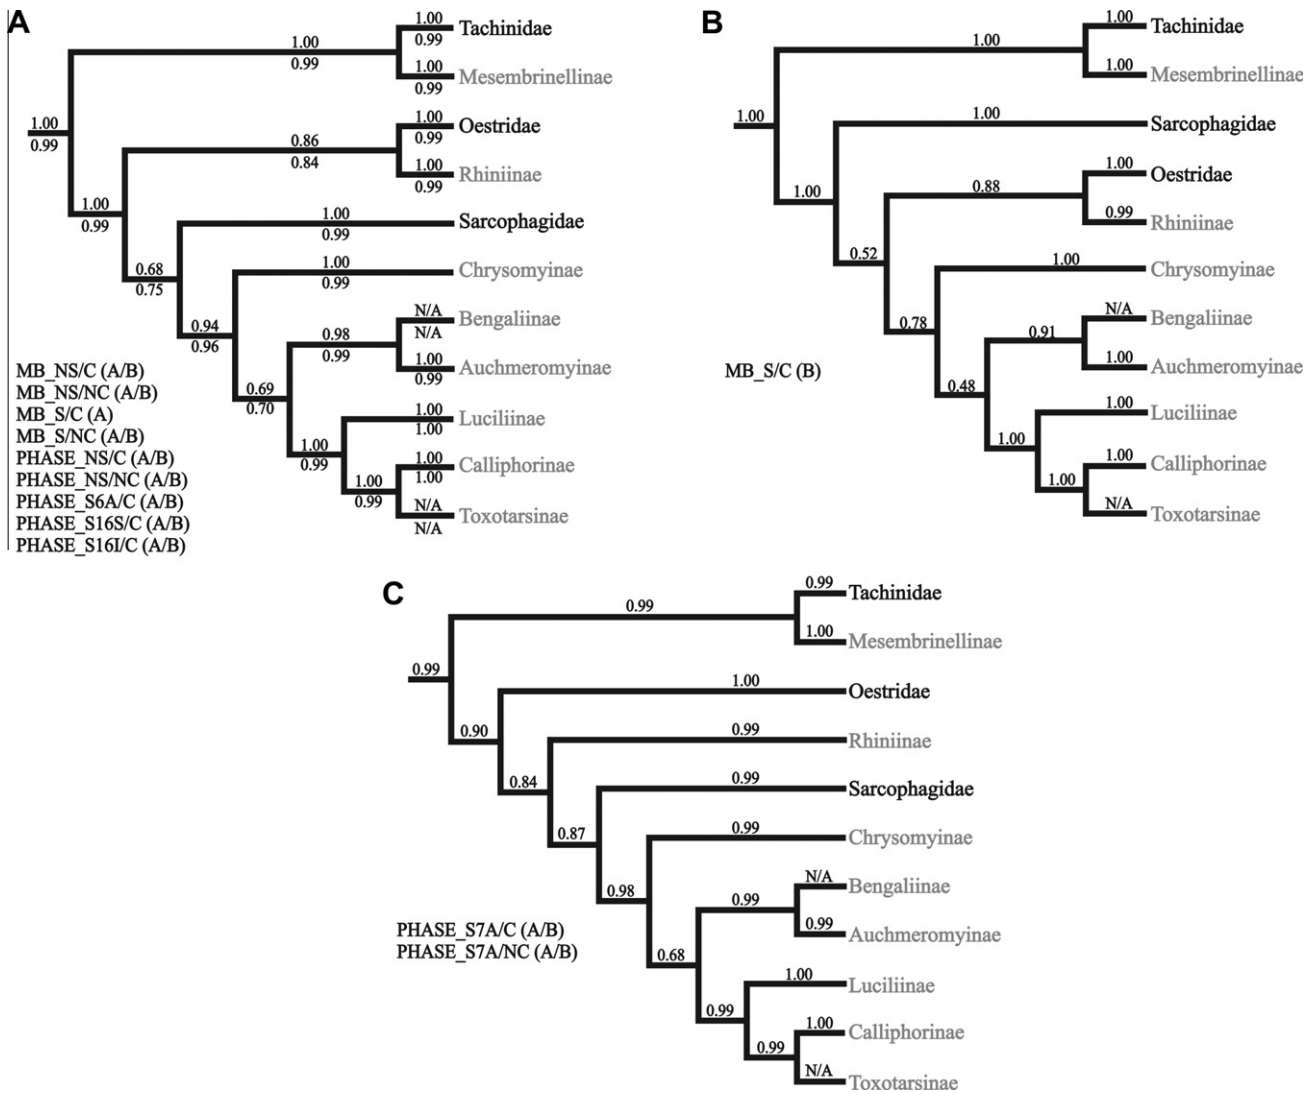 A
1.00
0.99
1.00
0.99
1.00
0.99
Tachinidae
1.00
0.99
Mesembrinellinae
1.00
0.99
0.86
0.84
1.00
0.99
Oestridae
1.00
0.99
Rhiniinae
0.68
0.75
1.00
0.99
Sarcophagidae
0.94
0.96
1.00
0.99
Chrysomyinae
0.69
0.70
0.98
0.99
N/A
N/A
Bengaliinae
1.00
0.99
Auchmeromyinae
1.00
0.99
1.00
1.00
Luciliinae
1.00
0.99
1.00
1.00
Calliphorinae
N/A
N/A
Toxotarsinae
MB_NS/C (A/B)
MB_NS/NC (A/B)
MB_S/C (A)
MB_S/NC (A/B)
PHASE_NS/C (A/B)
PHASE_NS/NC (A/B)
PHASE_S6A/C (A/B)
PHASE_S16S/C (A/B)
PHASE_S16I/C (A/B)
B
1.00
1.00
1.00
Tachinidae
1.00
Mesembrinellinae
1.00
1.00
Sarcophagidae
0.52
0.88
1.00
Oestridae
0.99
Rhiniinae
0.78
1.00
Chrysomyinae
0.48
0.91
N/A
Bengaliinae
1.00
Auchmeromyinae
1.00
1.00
Luciliinae
1.00
1.00
Calliphorinae
N/A
Toxotarsinae
MB_S/C (B)
C
0.99
0.99
0.99
Tachinidae
1.00
Mesembrinellinae
0.90
1.00
Oestridae
0.84
0.99
Rhiniinae
0.87
0.99
Sarcophagidae
0.98
0.99
Chrysomyinae
0.68
0.99
N/A
Bengaliinae
0.99
Auchmeromyinae
0.99
1.00
Luciliinae
0.99
1.00
Calliphorinae
N/A
Toxotarsinae
PHASE_S7A/C (A/B)
PHASE_S7A/NC (A/B)